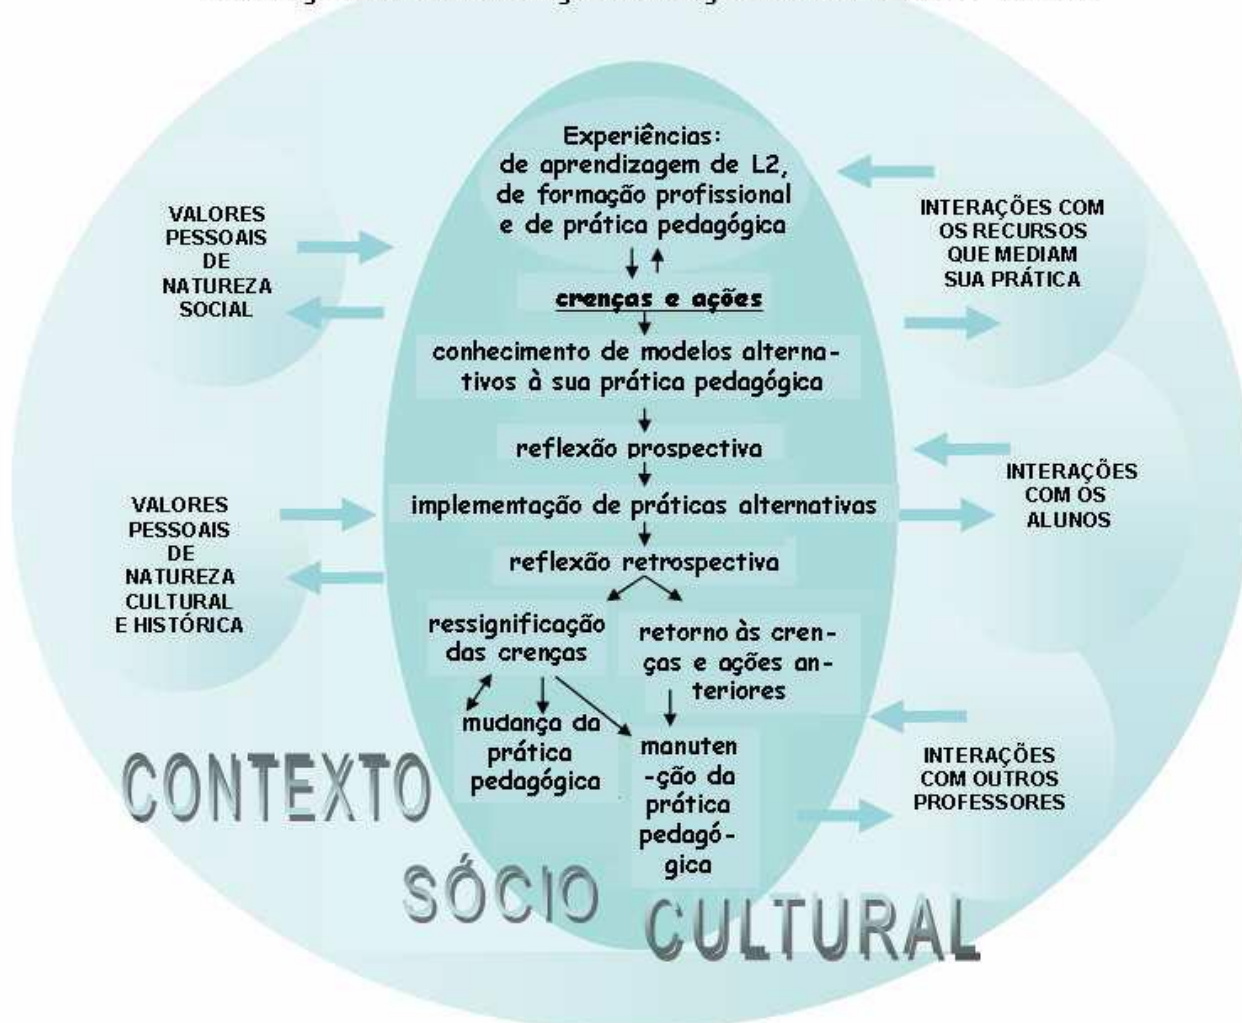 Experiências:
de aprendizagem de L2,
de formação profissional
e de prática pedagógica
crenças e ações
conhecimento de modelos alterna-
tivos à sua prática pedagógica
reflexão prospectiva
implementação de práticas alternativas
reflexão retrospectiva
ressignificação
das crenças
retorno às cren-
ças e ações an-
teriores
mudança da
prática
pedagógica
manuten
-ção da
prática
pedagó-
gica
VALORES
PESSOAIS
DE
NATUREZA
SOCIAL
VALORES
PESSOAIS
DE
NATUREZA
CULTURAL
E HISTÓRICA
INTERAÇÕES COM
OS RECURSOS
QUE MEDIAM
SUA PRÁTICA
INTERAÇÕES
COM OS
ALUNOS
INTERAÇÕES
COM OUTROS
PROFESSORES
CONTEXTO
SÓCIO
CULTURAL